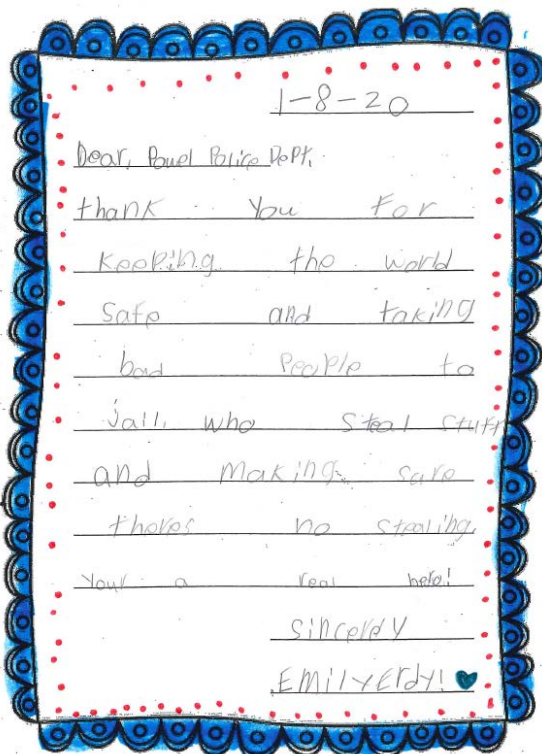 1-8-20
Dear, Powel Police Dept.
thank You For
Keeping the world
Safe and taking
bad People to
jail, who Steal Stuff
and Making sure
theres no stealing
Your a real hero!
Sincerely
EmilyErdy!